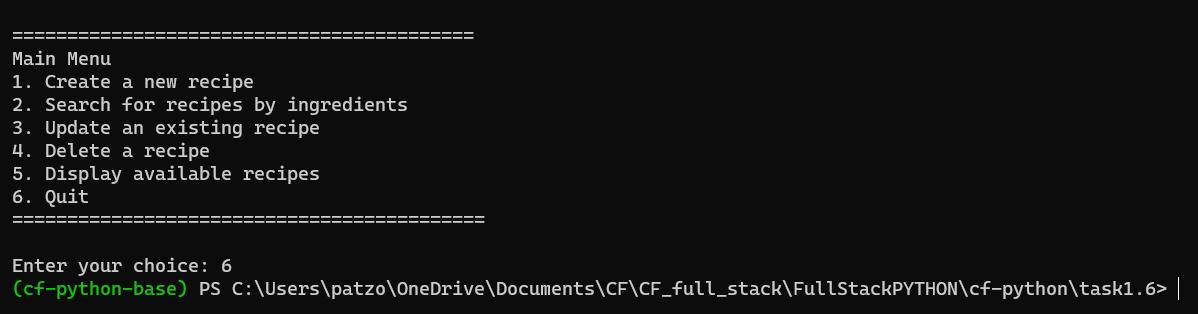 ==========================================
Main Menu
1. Create a new recipe
2. Search for recipes by ingredients
3. Update an existing recipe
4. Delete a recipe
5. Display available recipes
6. Quit
===========================================
Enter your choice: 6
(cf-python-base) PS C:\Users\patzo\OneDrive\Documents\CF\CF_full_stack\FullStackPYTHON\cf-python\task1.6>